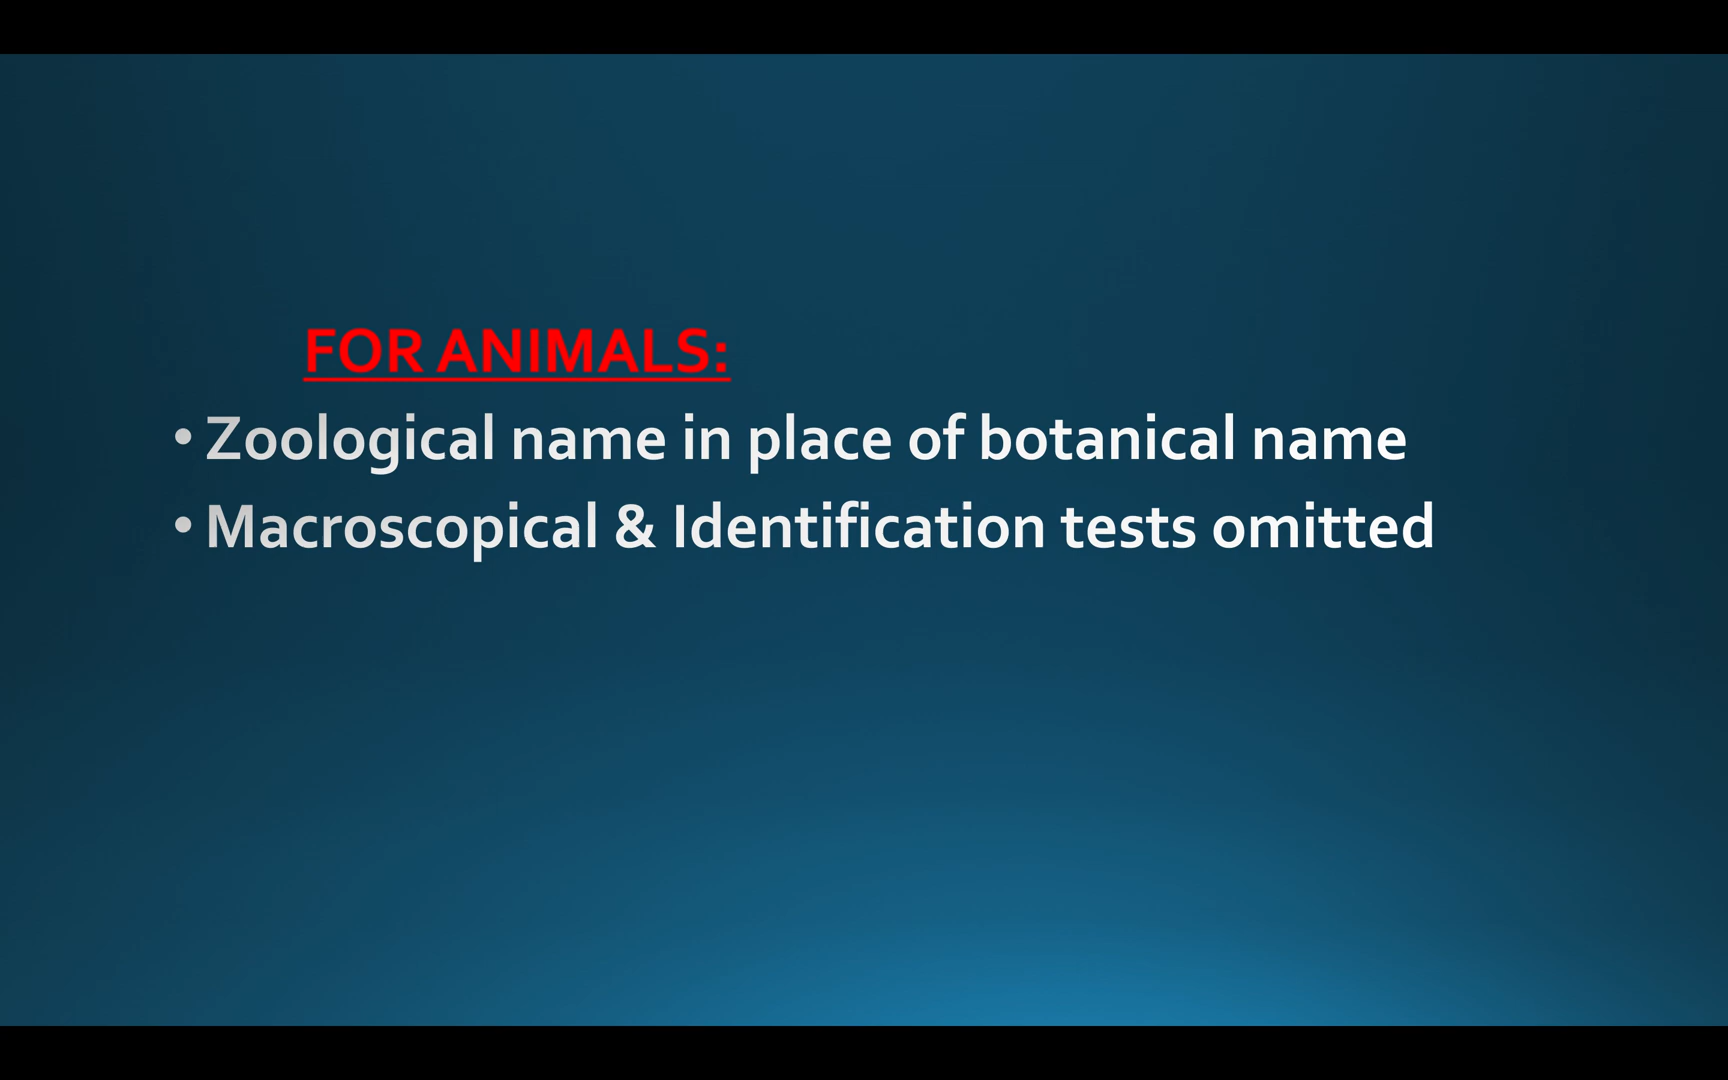 FOR ANIMALS:
• Zoological name in place of botanical name
• Macroscopical & Identification tests omitted